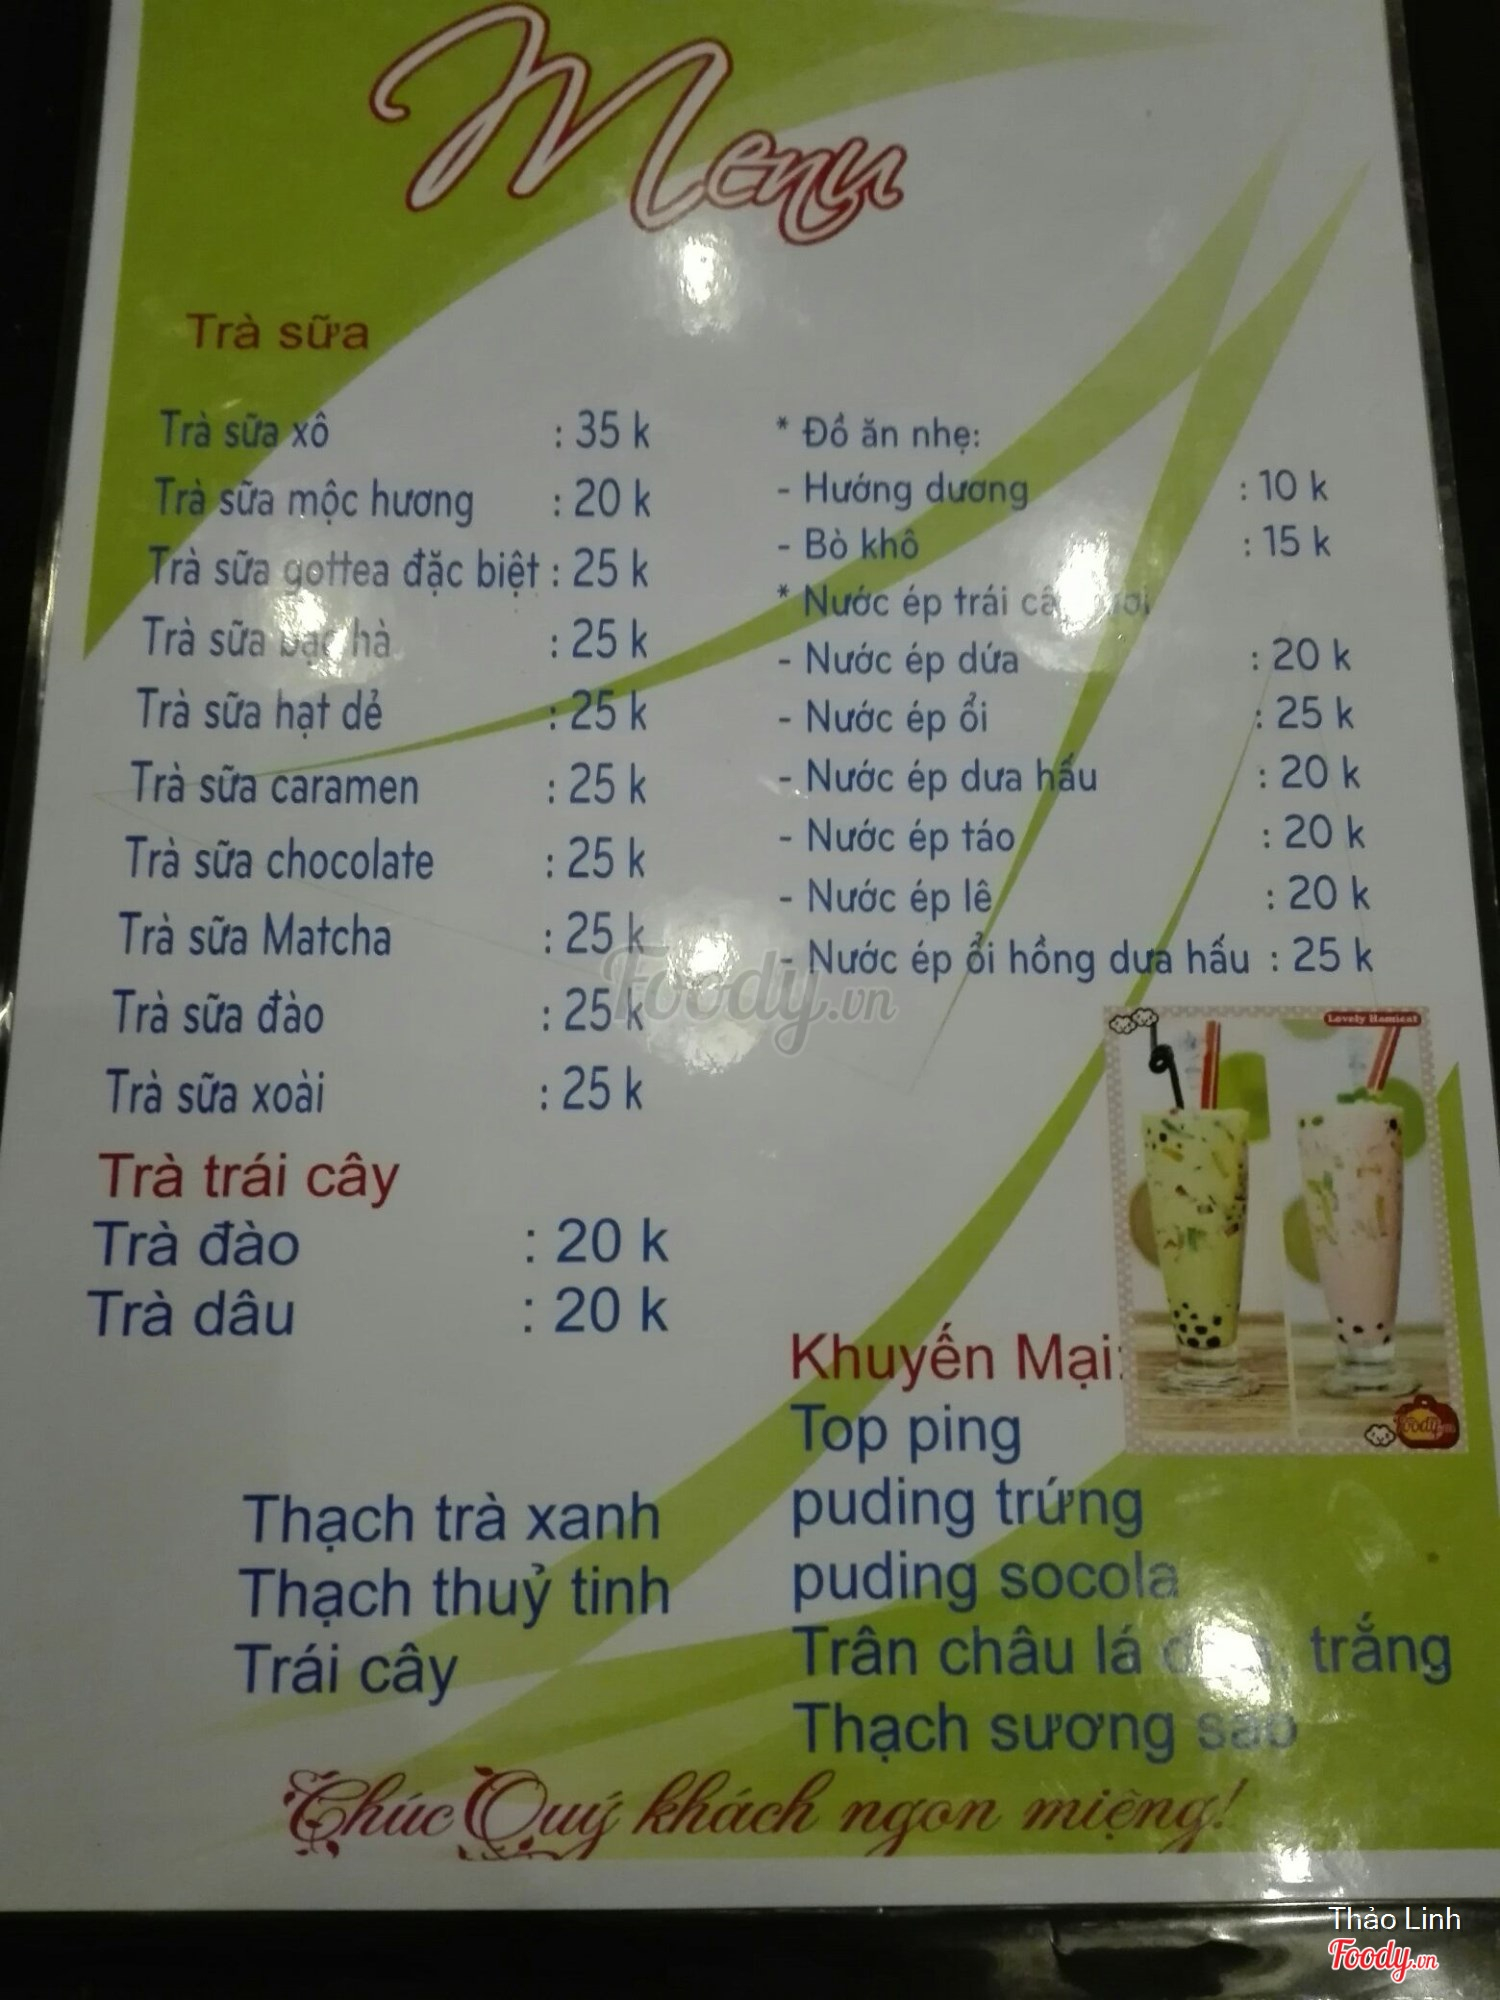 Menu
Trà sữa
Trà sữa xô : 35 k
Trà sữa mộc hương : 20 k
Trà sữa gottea đặc biệt : 25 k
Trà sữa bạc hà : 25 k
Trà sữa hạt dẻ : 25 k
Trà sữa caramen : 25 k
Trà sữa chocolate : 25 k
Trà sữa Matcha : 25 k
Trà sữa đào : 25 k
Trà sữa xoài : 25 k
Trà trái cây
Trà đào : 20 k
Trà dâu : 20 k
Thạch trà xanh
Thạch thuỷ tinh
Trái cây
* Đồ ăn nhẹ:
- Hướng dương : 10 k
- Bò khô : 15 k
* Nước ép trái
- Nước ép dứa : 20 k
- Nước ép ổi : 25 k
- Nước ép dưa hấu : 20 k
- Nước ép táo : 20 k
- Nước ép lê : 20 k
- Nước ép ổi hồng dưa hấu : 25 k
Lovely Hemicat
Foody.vn
Khuyến Mại:
Top ping
puding trứng
puding socola
Trân châu lá trắng
Thạch sương sáo
Chúc Quý khách ngon miệng!
Foody.vn
Thảo Linh
Foody.vn